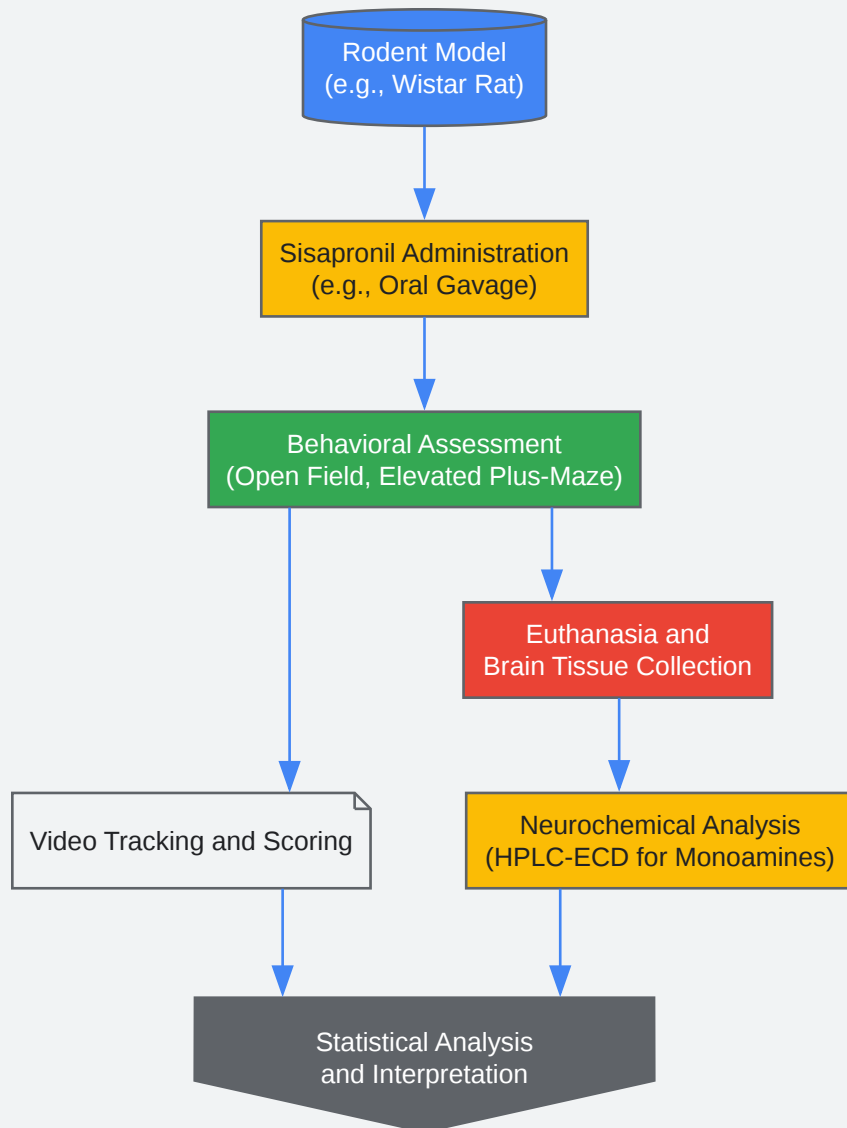 Rodent Model
(e.g., Wistar Rat)
Sisapronil Administration
(e.g., Oral Gavage)
Behavioral Assessment
(Open Field, Elevated Plus-Maze)
Euthanasia and
Brain Tissue Collection
Video Tracking and Scoring
Neurochemical Analysis
(HPLC-ECD for Monoamines)
Statistical Analysis
and Interpretation